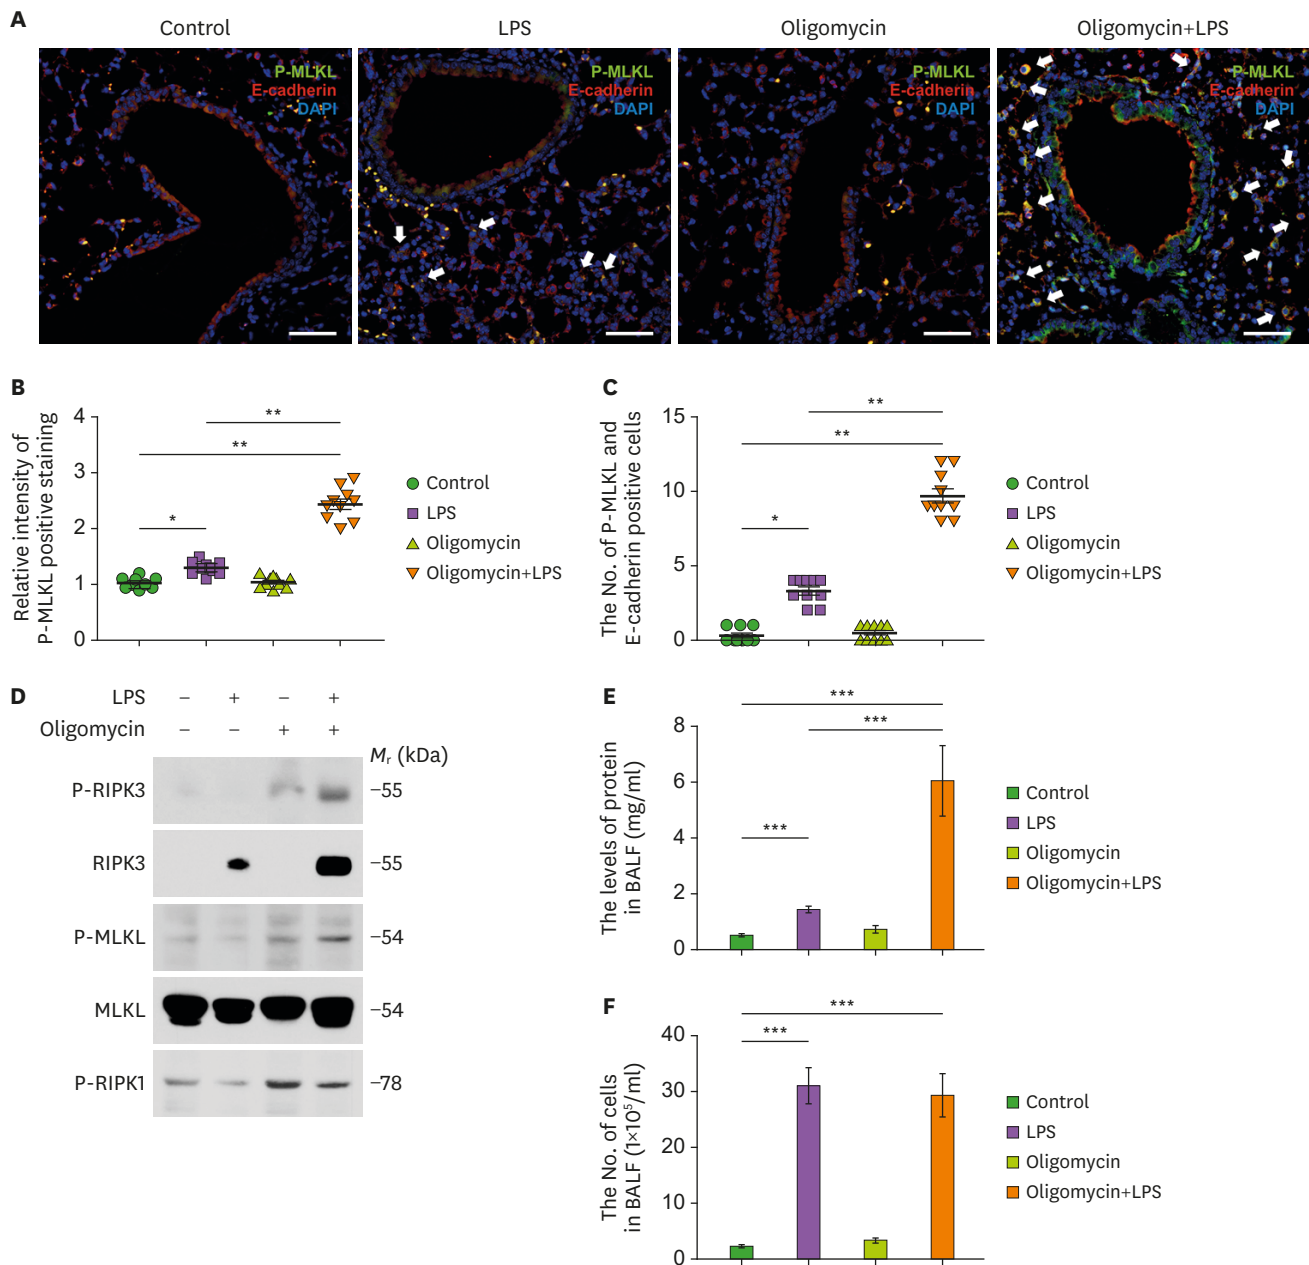 A
Control
LPS
Oligomycin
Oligomycin+LPS
P-MLKL
E-cadherin
DAPI
P-MLKL
E-cadherin
DAPI
P-MLKL
E-cadherin
DAPI
P-MLKL
E-cadherin
DAPI
B
Relative intensity of
P-MLKL positive staining
4
3
2
1
0
*
**
**
Control
LPS
Oligomycin
Oligomycin+LPS
C
The No. of P-MLKL and
E-cadherin positive cells
15
10
5
0
*
**
**
Control
LPS
Oligomycin
Oligomycin+LPS
D
LPS − + − +
Oligomycin − − + +
Mr (kDa)
P-RIPK3 −55
RIPK3 −55
P-MLKL −54
MLKL −54
P-RIPK1 −78
E
The levels of protein
in BALF (mg/ml)
8
6
4
2
0
***
***
***
Control
LPS
Oligomycin
Oligomycin+LPS
F
The No. of cells
in BALF (1×10⁵/ml)
40
30
20
10
0
***
***
Control
LPS
Oligomycin
Oligomycin+LPS